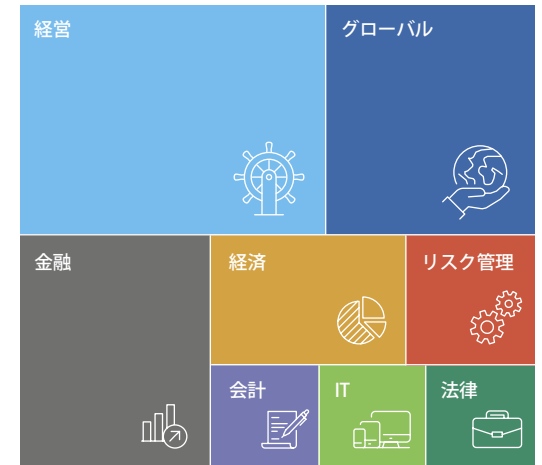 経営
グローバル
金融
経済
リスク管理
会計
IT
法律